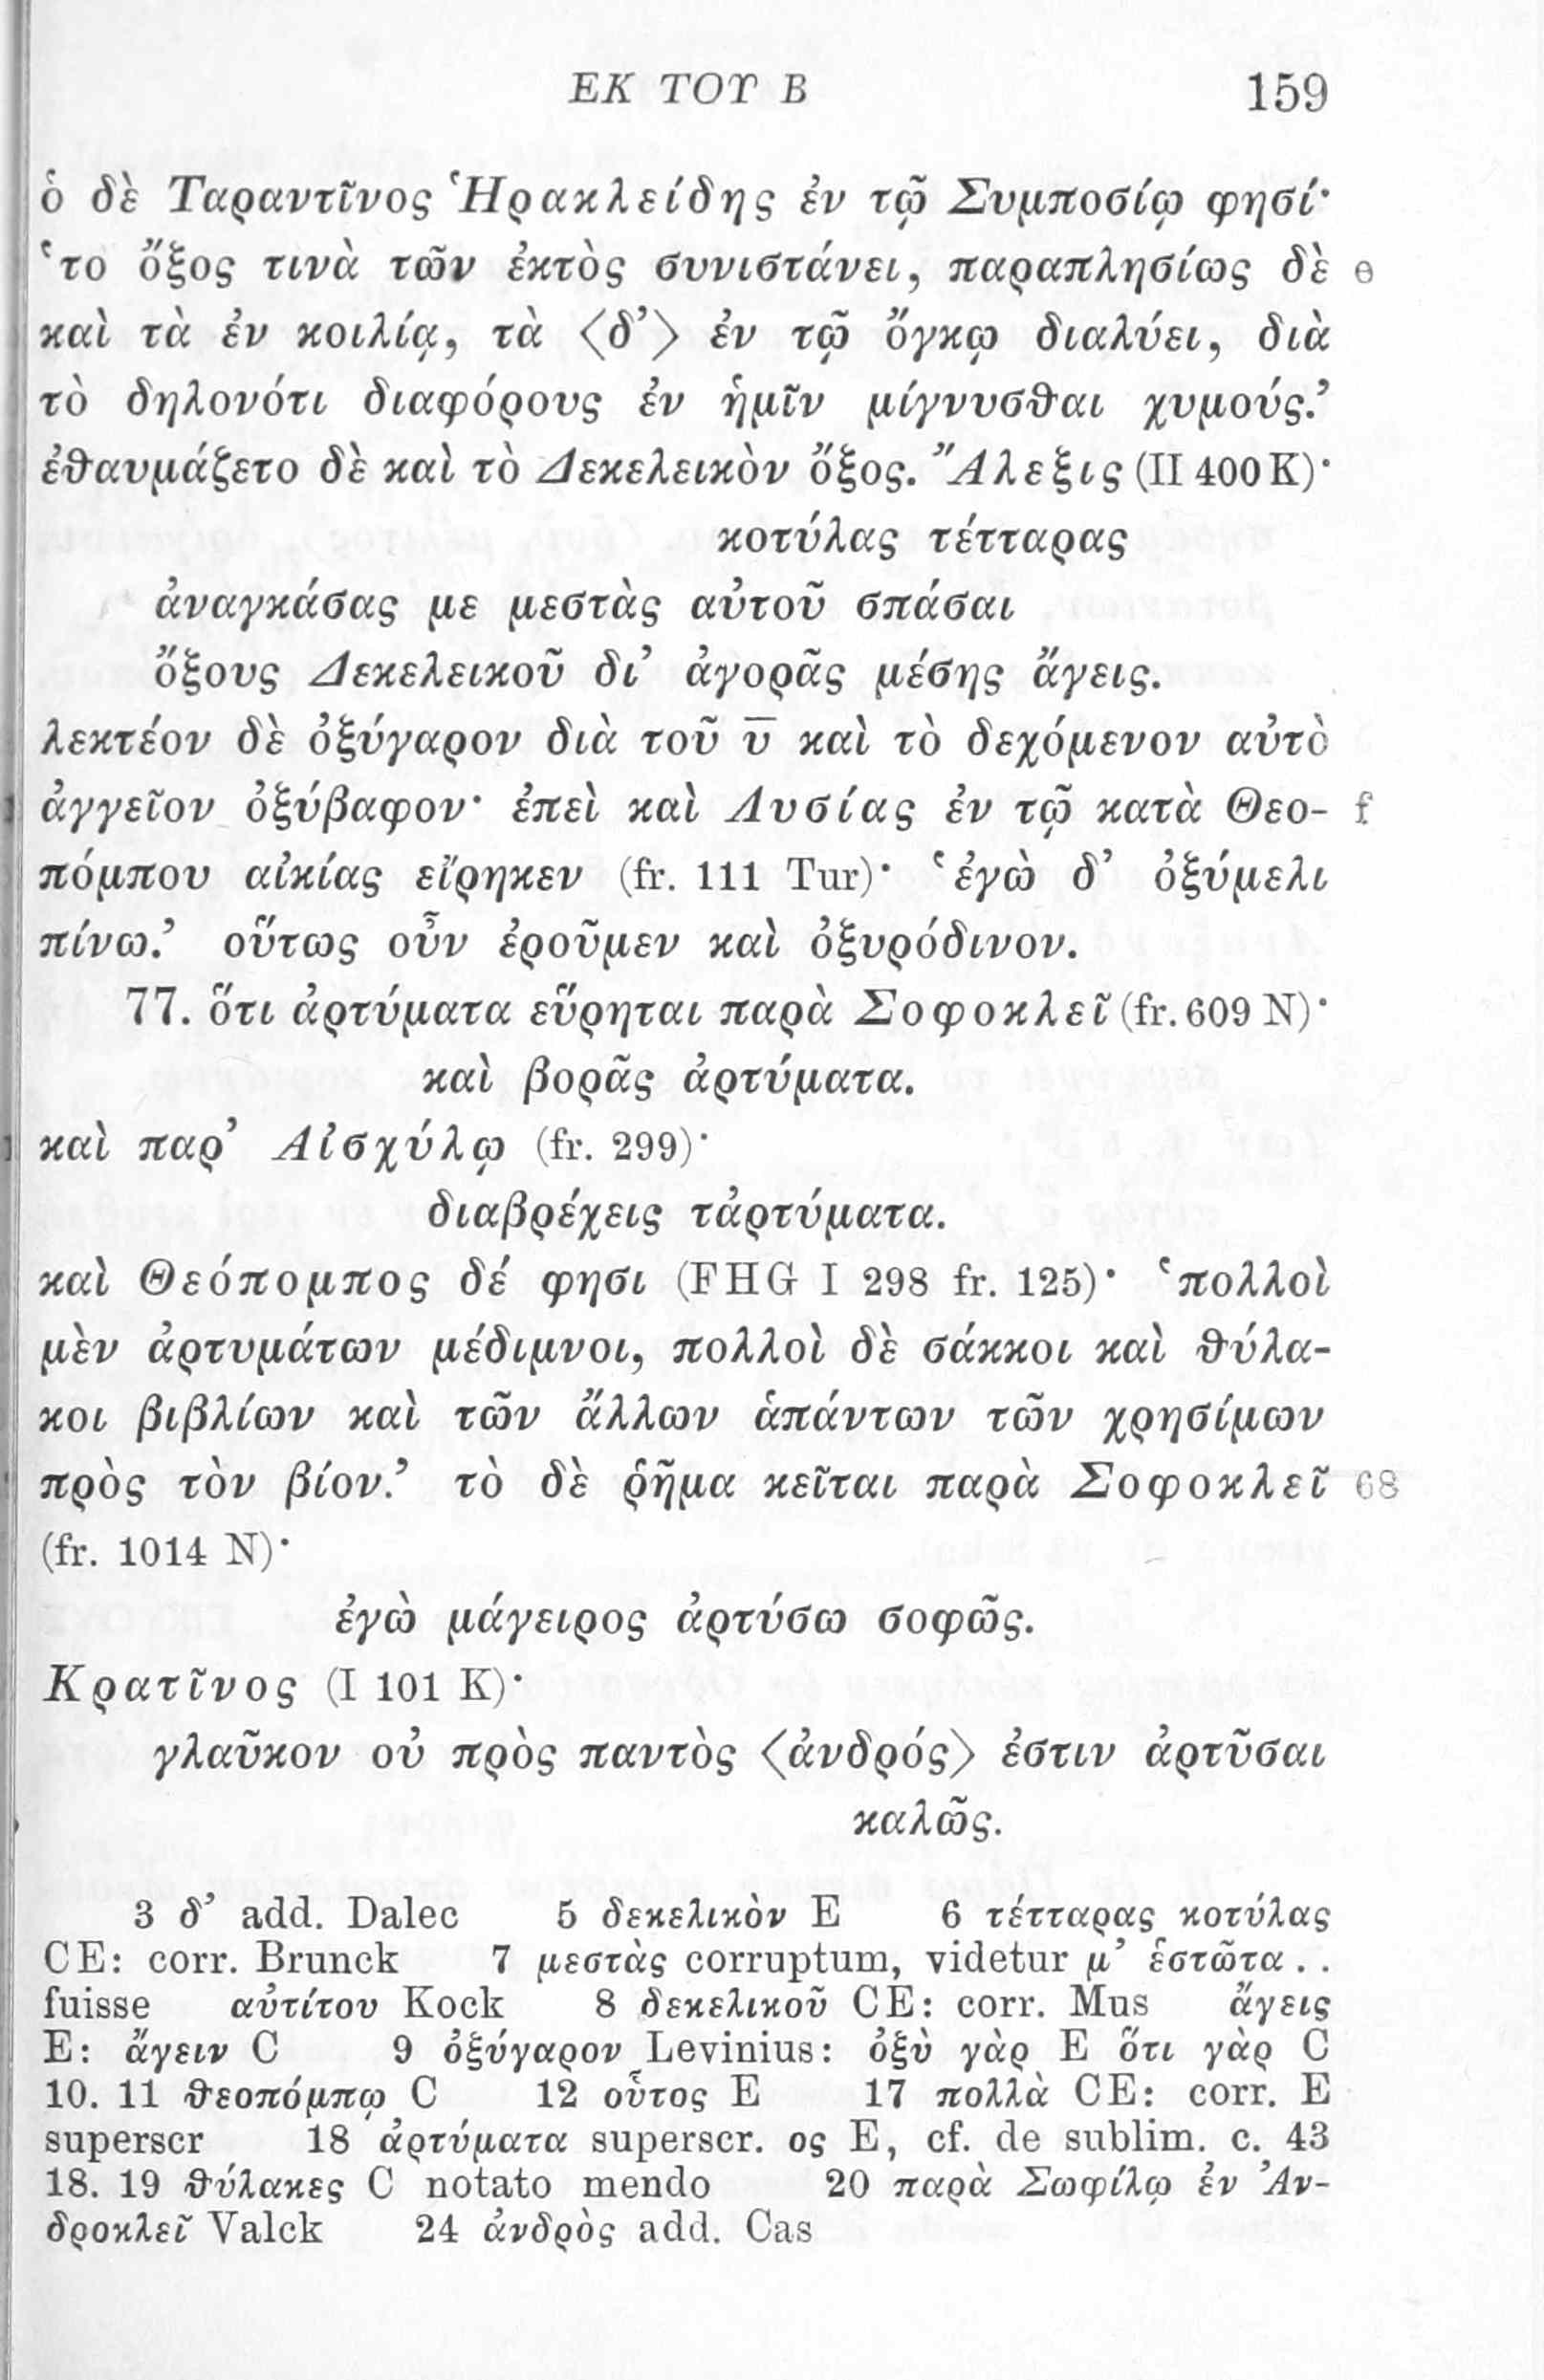 ΕΚ ΤΟΥ Β 159
ὁ δὲ Ταραντῖνος Ἡρακλείδης ἐν τῷ Συμποσίῳ φησί·
‘το ὄξος τινὰ τῶν ἐκτὸς συνιστάνει, παραπλησίως δὲ e
καὶ τὰ ἐν κοιλίᾳ, τὰ ⟨δ’⟩ ἐν τῷ ὄγκῳ διαλύει, διὰ
τὸ δηλονότι διαφόρους ἐν ἡμῖν μίγνυσθαι χυμούς.’
ἐθαυμάζετο δὲ καὶ τὸ Δεκελεικὸν ὄξος. Ἄλεξις (II 400 K)·
κοτύλας τέτταρας
ἀναγκάσας με μεστὰς αὐτοῦ σπάσαι
ὄξους Δεκελεικοῦ δι’ ἀγορᾶς μέσης ἄγεις.
λεκτέον δὲ ὀξύγαρον διὰ τοῦ υ̅ καὶ τὸ δεχόμενον αὐτὸ
ἀγγεῖον ὀξύβαφον· ἐπεὶ καὶ Λυσίας ἐν τῷ κατὰ Θεο- f
πόμπου αἰκίας εἴρηκεν (fr. 111 Tur)· ‘ἐγὼ δ’ ὀξύμελι
πίνω.’ οὕτως οὖν ἐροῦμεν καὶ ὀξυρόδινον.
77. ὅτι ἀρτύματα εὕρηται παρὰ Σοφοκλεῖ (fr. 609 N)·
καὶ βορᾶς ἀρτύματα.
καὶ παρ’ Αἰσχύλῳ (fr. 299)·
διαβρέχεις τἀρτύματα.
καὶ Θεόπομπος δέ φησι (FHG I 298 fr. 125)· ‘πολλοὶ
μὲν ἀρτυμάτων μέδιμνοι, πολλοὶ δὲ σάκκοι καὶ θύλα-
κοι βιβλίων καὶ τῶν ἄλλων ἁπάντων τῶν χρησίμων
πρὸς τὸν βίον.’ τὸ δὲ ῥῆμα κεῖται παρὰ Σοφοκλεῖ 68
(fr. 1014 N)·
ἐγὼ μάγειρος ἀρτύσω σοφῶς.
Κρατῖνος (I 101 K)·
γλαῦκον οὐ πρὸς παντὸς ⟨ἀνδρός⟩ ἐστιν ἀρτῦσαι
καλῶς.
3 δ’ add. Dalec 5 δεκελικὸν E 6 τέτταρας κοτύλας
CE: corr. Brunck 7 μεστὰς corruptum, videtur μ’ ἑστῶτα ..
fuisse αὐτίτου Kock 8 δεκελικοῦ CE: corr. Mus ἄγεις
E: ἄγειν C 9 ὀξύγαρον Levinius: ὀξὺ γὰρ E ὅτι γὰρ C
10. 11 θεοπόμπῳ C 12 οὗτος E 17 πολλὰ CE: corr. E
superscr 18 ἀρτύματα superscr. ος E, cf. de sublim. c. 43
18. 19 θύλακες C notato mendo 20 παρὰ Σωφίλῳ ἐν Ἀν-
δροκλεῖ Valck 24 ἀνδρὸς add. Cas